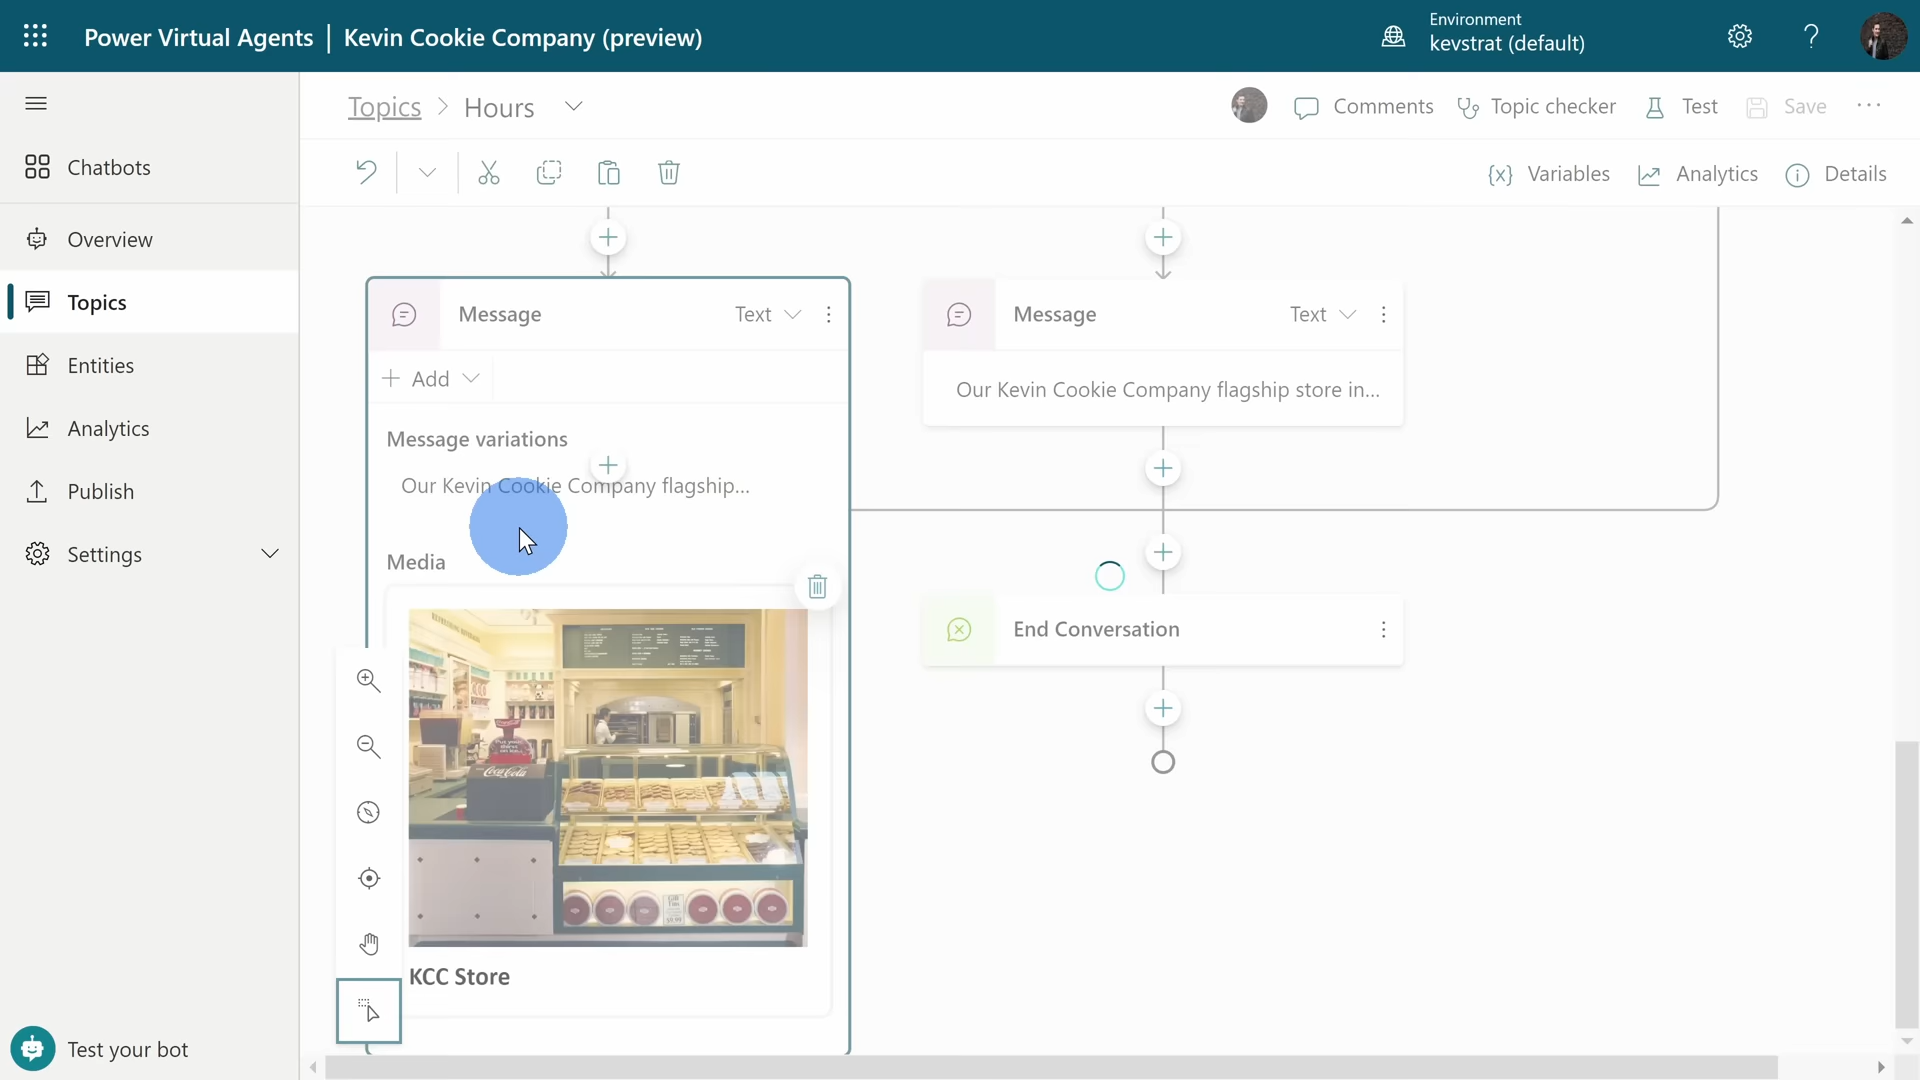 Power Virtual Agents | Kevin Cookie Company (preview)
Environment
kevstrat (default)
Topics > Hours
Comments
Topic checker
Test
Save
Chatbots
Overview
Topics
Entities
Analytics
Publish
Settings
Test your bot
{x} Variables
Analytics
Details
Message
Text
Add
Message variations
Our Kevin Cookie Company flagship...
Media
Coca-Cola
KCC Store
Message
Text
Our Kevin Cookie Company flagship store in...
End Conversation